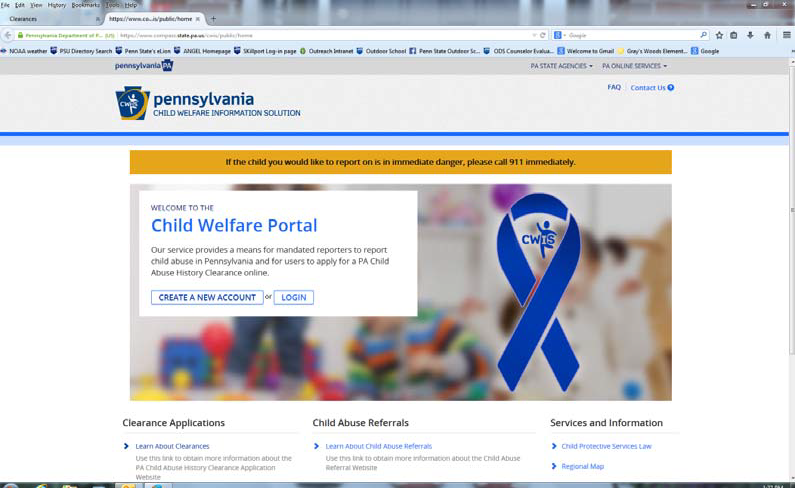 File Edit View History Bookmarks Tools Help
Clearances
https://www.co...is/public/home
Pennsylvania Department of P... (US) https://www.compass.state.pa.us/cwis/public/home
Google
NOAA weather PSU Directory Search Penn State's eLion ANGEL Homepage SkillPort Log-in page Outreach Intranet Outdoor School Penn State Outdoor Sc... ODS Counselor Evalua... Welcome to Gmail Gray's Woods Element... Google
pennsylvania PA
PA STATE AGENCIES PA ONLINE SERVICES
FAQ Contact Us
CWIS
pennsylvania
CHILD WELFARE INFORMATION SOLUTION
If the child you would like to report on is in immediate danger, please call 911 immediately.
WELCOME TO THE
Child Welfare Portal
Our service provides a means for mandated reporters to report
child abuse in Pennsylvania and for users to apply for a PA Child
Abuse History Clearance online.
CREATE A NEW ACCOUNT or LOGIN
CWIS
Clearance Applications
Learn About Clearances
Use this link to obtain more information about the
PA Child Abuse History Clearance Application
Website
Child Abuse Referrals
Learn About Child Abuse Referrals
Use this link to obtain more information about the Child Abuse
Referral Website
Services and Information
Child Protective Services Law
Regional Map